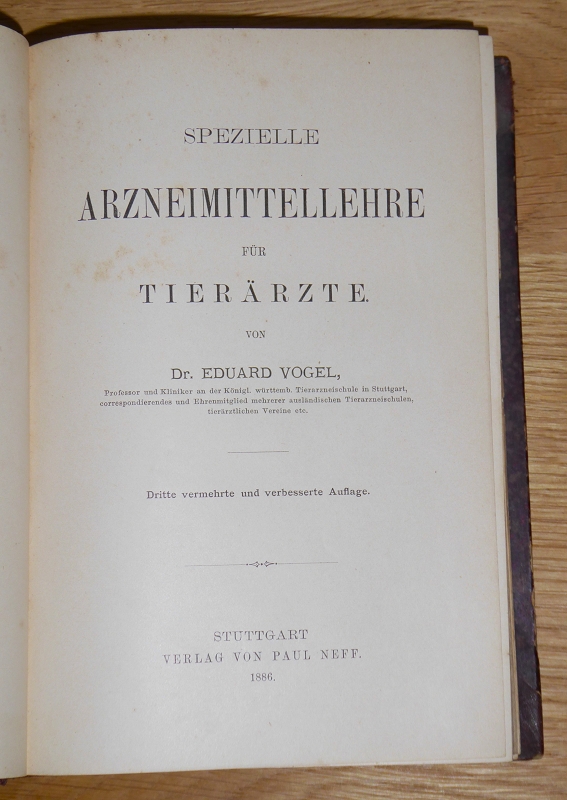 SPEZIELLE
ARZNEIMITTELLEHRE
FÜR
TIERÄRZTE.
VON
Dr. EDUARD VOGEL,
Professor und Kliniker an der Königl. württemb. Tierarzneischule in Stuttgart,
correspondierendes und Ehrenmitglied mehrerer ausländischen Tierarzneischulen,
tierärztlichen Vereine etc.
Dritte vermehrte und verbesserte Auflage.
STUTTGART
VERLAG VON PAUL NEFF.
1886.